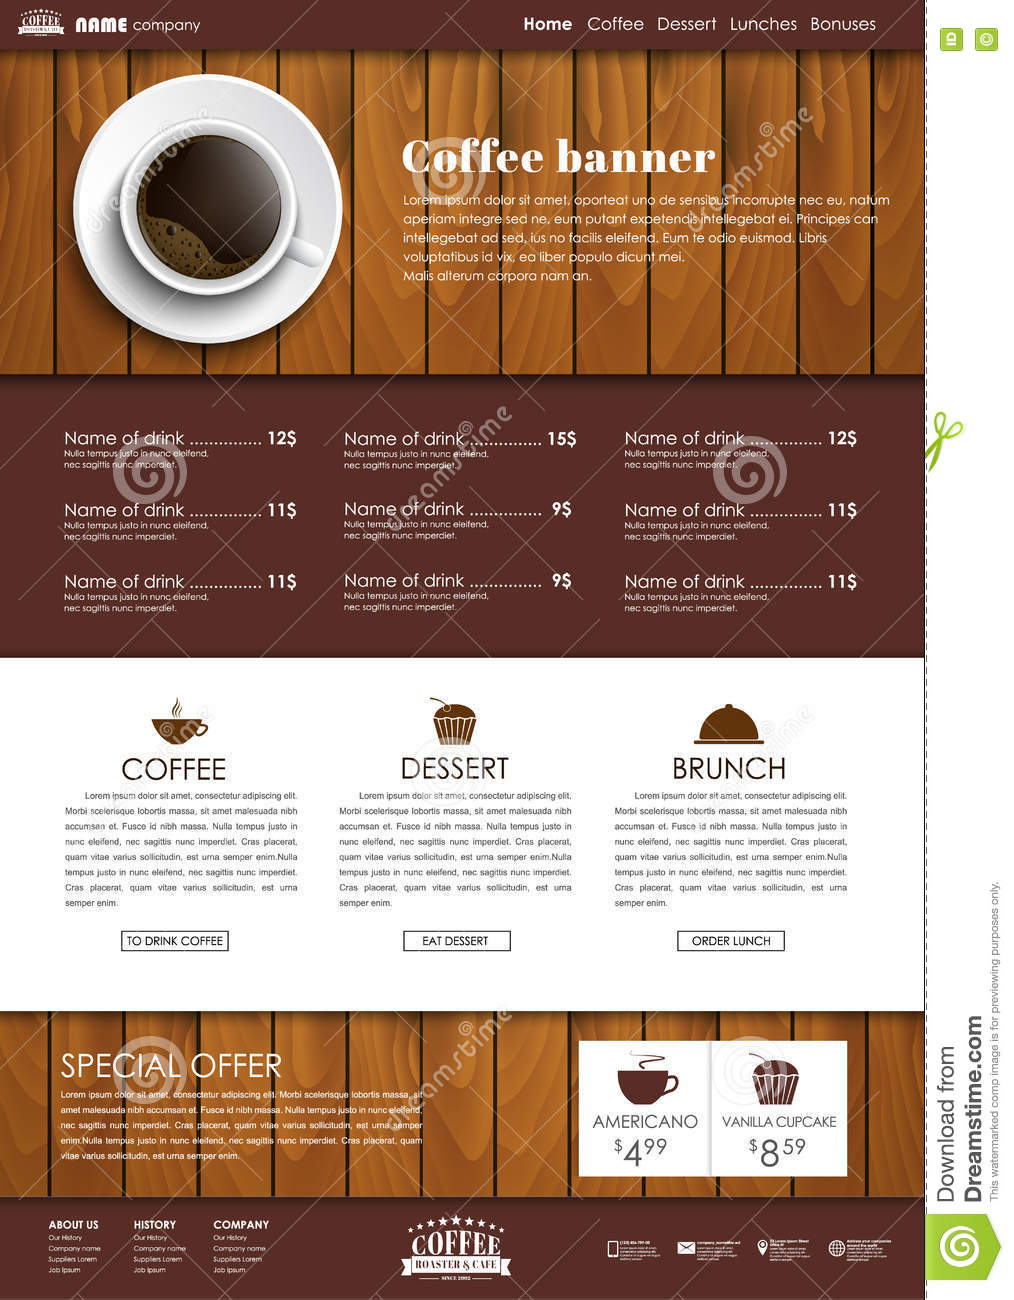 COFFEE
ROASTER & CAFE
NAME company
Home Coffee Dessert Lunches Bonuses
Coffee banner
Lorem ipsum dolor sit amet, oporteat uno de sensibus incorrupte nec eu, natum
aperiam integre sed ne, eum putant expetendis intellegebat ei. Principes can
intellegebat ad sed, ius no facilis eleifend. Eum te odio euismod. Libris
voluptatibus id vix, ea liber populo dicunt mei.
Malis alterum corpora nam an.
Name of drink .............. 12$
Nulla tempus justo in nunc eleifend,
nec sagittis nunc imperdiet.
Name of drink .............. 15$
Nulla tempus justo in nunc eleifend,
nec sagittis nunc imperdiet.
Name of drink .............. 12$
Nulla tempus justo in nunc eleifend,
nec sagittis nunc imperdiet.
Name of drink .............. 11$
Nulla tempus justo in nunc eleifend,
nec sagittis nunc imperdiet.
Name of drink .............. 9$
Nulla tempus justo in nunc eleifend,
nec sagittis nunc imperdiet.
Name of drink .............. 11$
Nulla tempus justo in nunc eleifend,
nec sagittis nunc imperdiet.
Name of drink .............. 11$
Nulla tempus justo in nunc eleifend,
nec sagittis nunc imperdiet.
Name of drink .............. 9$
Nulla tempus justo in nunc eleifend,
nec sagittis nunc imperdiet.
Name of drink .............. 11$
Nulla tempus justo in nunc eleifend,
nec sagittis nunc imperdiet.
COFFEE
Lorem ipsum dolor sit amet, consectetur adipiscing elit.
Morbi scelerisque lobortis massa, sit amet malesuada nibh
accumsan et. Fusce id nibh massa. Nulla tempus justo in
nunc eleifend, nec sagittis nunc imperdiet. Cras placerat,
quam vitae varius sollicitudin, est urna semper enim.Nulla
tempus justo in nunc eleifend, nec sagittis nunc imperdiet.
Cras placerat, quam vitae varius sollicitudin, est urna
semper enim.
TO DRINK COFFEE
DESSERT
Lorem ipsum dolor sit amet, consectetur adipiscing elit.
Morbi scelerisque lobortis massa, sit amet malesuada nibh
accumsan et. Fusce id nibh massa. Nulla tempus justo in
nunc eleifend, nec sagittis nunc imperdiet. Cras placerat,
quam vitae varius sollicitudin, est urna semper enim.Nulla
tempus justo in nunc eleifend, nec sagittis nunc imperdiet.
Cras placerat, quam vitae varius sollicitudin, est urna
semper enim.
EAT DESSERT
BRUNCH
Lorem ipsum dolor sit amet, consectetur adipiscing elit.
Morbi scelerisque lobortis massa, sit amet malesuada nibh
accumsan et. Fusce id nibh massa. Nulla tempus justo in
nunc eleifend, nec sagittis nunc imperdiet. Cras placerat,
quam vitae varius sollicitudin, est urna semper enim.Nulla
tempus justo in nunc eleifend, nec sagittis nunc imperdiet.
Cras placerat, quam vitae varius sollicitudin, est urna
semper enim.
ORDER LUNCH
SPECIAL OFFER
Lorem ipsum dolor sit amet, consectetur adipiscing elit. Morbi scelerisque lobortis massa, sit
amet malesuada nibh accumsan et. Fusce id nibh massa. Nulla tempus justo in nunc eleifend,
nec sagittis nunc imperdiet. Cras placerat, quam vitae varius sollicitudin, est urna semper
enim.Nulla tempus justo in nunc eleifend, nec sagittis nunc imperdiet. Cras placerat, quam
vitae varius sollicitudin, est urna semper enim.
AMERICANO
$4 99
VANILLA CUPCAKE
$8 59
ABOUT US
Our History
Company name
Suppliers Lorem
Job Ipsum
HISTORY
Our History
Company name
Suppliers Lorem
Job Ipsum
COMPANY
Our History
Company name
Suppliers Lorem
Job Ipsum
COFFEE
ROASTER & CAFE
SINCE 2002
dreamstime
dreamstime
dreamstime
dreamstime
dreamstime
dreamstime
ID
©
Download from
Dreamstime.com
This watermarked comp image is for previewing purposes only.